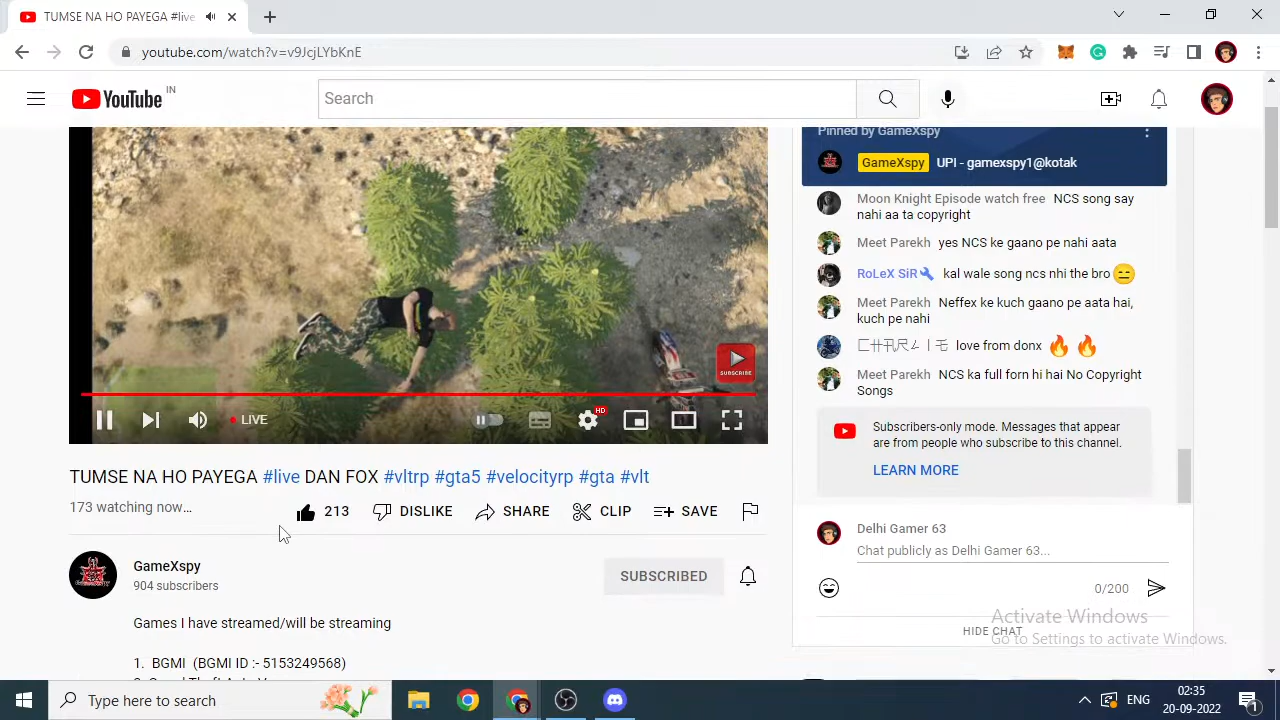 TUMSE NA HO PAYEGA #live
youtube.com/watch?v=v9JcjLYbKnE
YouTube IN
Search
Pinned by GameXspy
GameXspy UPI - gamexspy1@kotak
Moon Knight Episode watch free NCS song say
nahi aa ta copyright
Meet Parekh yes NCS ke gaano pe nahi aata
RoLeX SiR kal wale song ncs nhi the bro
Meet Parekh Neffex ke kuch gaano pe aata hai,
kuch pe nahi
love from donx
Meet Parekh NCS ka full forn hi hai No Copyright
Songs
Subscribers-only mode. Messages that appear
are from people who subscribe to this channel.
LEARN MORE
SUBSCRIBE
LIVE
HD
TUMSE NA HO PAYEGA #live DAN FOX #vltrp #gta5 #velocityrp #gta #vlt
173 watching now...
213 DISLIKE SHARE CLIP SAVE
GameXspy
904 subscribers
SUBSCRIBED
Games I have streamed/will be streaming
1. BGMI (BGMI ID :- 5153249568)
Delhi Gamer 63
Chat publicly as Delhi Gamer 63...
0/200
HIDE CHAT
Activate Windows
Go to Settings to activate Windows.
Type here to search
ENG
02:35
20-09-2022
1